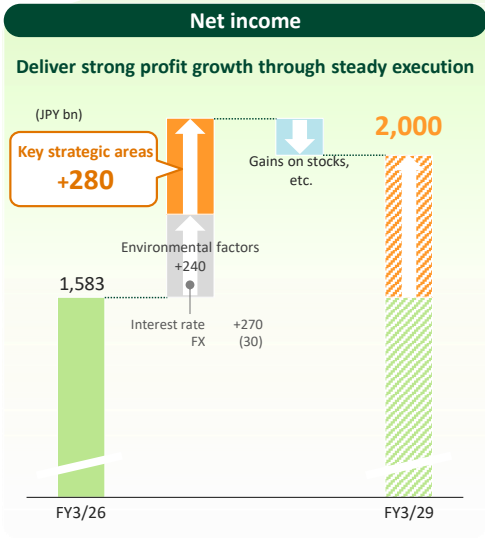 Net income
Deliver strong profit growth through steady execution
(JPY bn)
2,000
Key strategic areas
+280
Gains on stocks,
etc.
Environmental factors
+240
1,583
Interest rate +270
FX (30)
FY3/26
FY3/29